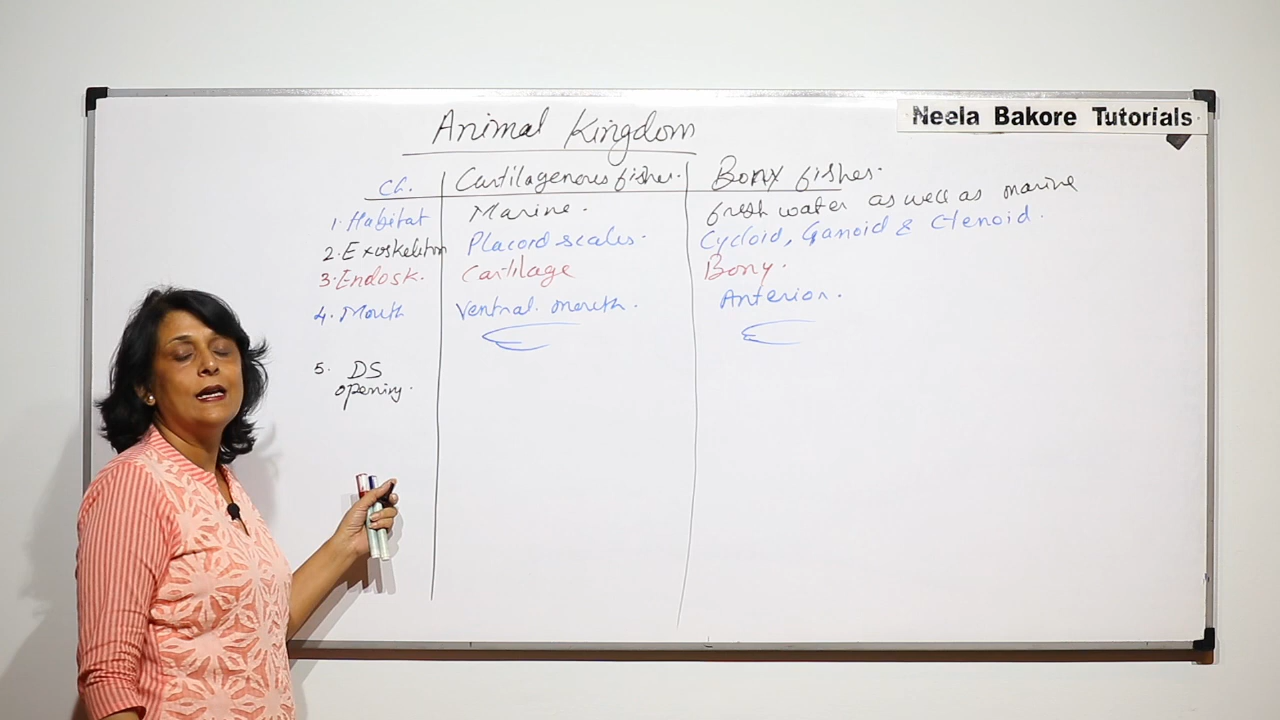 Neela Bakore Tutorials
Animal Kingdom
Ch. Cartilagenous fishes. Bony fishes.
1. Habitat Marine. fresh water as well as marine
2. Exoskeleton Placoid scales. Cycloid, Ganoid & Ctenoid.
3. Endosk. Cartilage Bony.
4. Mouth Ventral mouth. Anterior.
5. DS
opening.